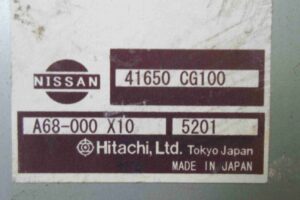 NISSAN 41650 CG100
A68-000 X10 5201
Hitachi, Ltd. Tokyo Japan
MADE IN JAPAN